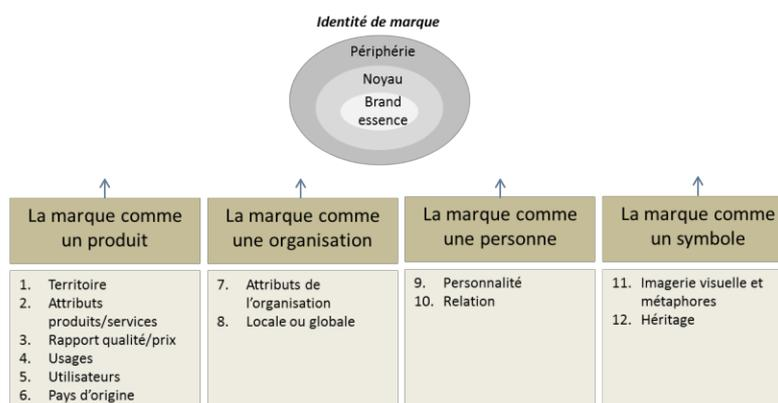 Identité de marque
Périphérie
Noyau
Brand
essence
La marque comme
un produit
La marque comme
une organisation
La marque comme
une personne
La marque comme
un symbole
1. Territoire
2. Attributs
produits/services
3. Rapport qualité/prix
4. Usages
5. Utilisateurs
6. Pays d'origine
7. Attributs de
l'organisation
8. Locale ou globale
9. Personnalité
10. Relation
11. Imagerie visuelle et
métaphores
12. Héritage